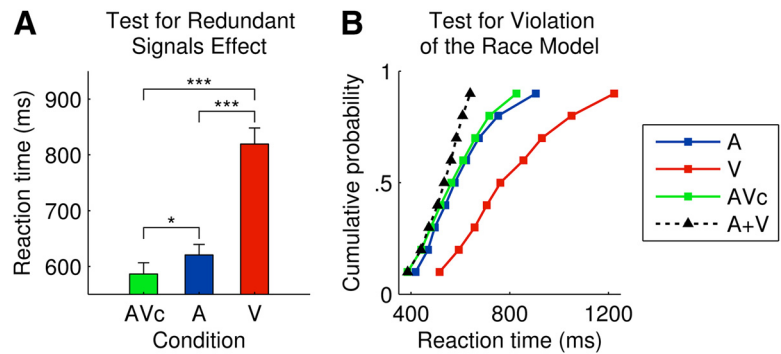 A
Test for Redundant
Signals Effect
Reaction time (ms)
900
800
700
600
***
***
*
AVc
A
V
Condition
B
Test for Violation
of the Race Model
Cumulative probability
1
.5
0
400
800
1200
Reaction time (ms)
A
V
AVc
A+V